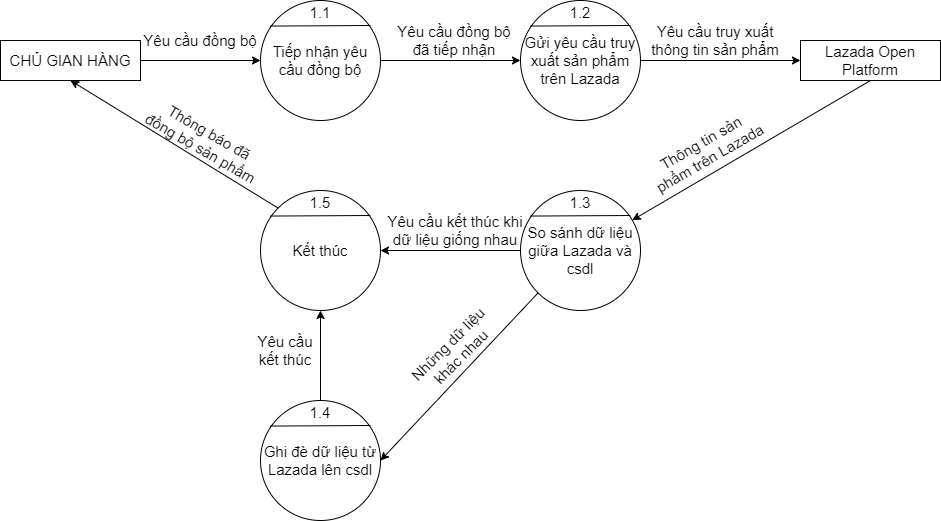 CHỦ GIAN HÀNG
Yêu cầu đồng bộ
1.1
Tiếp nhận yêu
cầu đồng bộ
Yêu cầu đồng bộ
đã tiếp nhận
1.2
Gửi yêu cầu truy
xuất sản phẩm
trên Lazada
Yêu cầu truy xuất
thông tin sản phẩm
Lazada Open
Platform
Thông báo đã
đồng bộ sản phẩm
Thông tin sản
phẩm trên Lazada
1.5
Kết thúc
Yêu cầu kết thúc khi
dữ liệu giống nhau
1.3
So sánh dữ liệu
giữa Lazada và
csdl
Yêu cầu
kết thúc
Những dữ liệu
khác nhau
1.4
Ghi đè dữ liệu từ
Lazada lên csdl